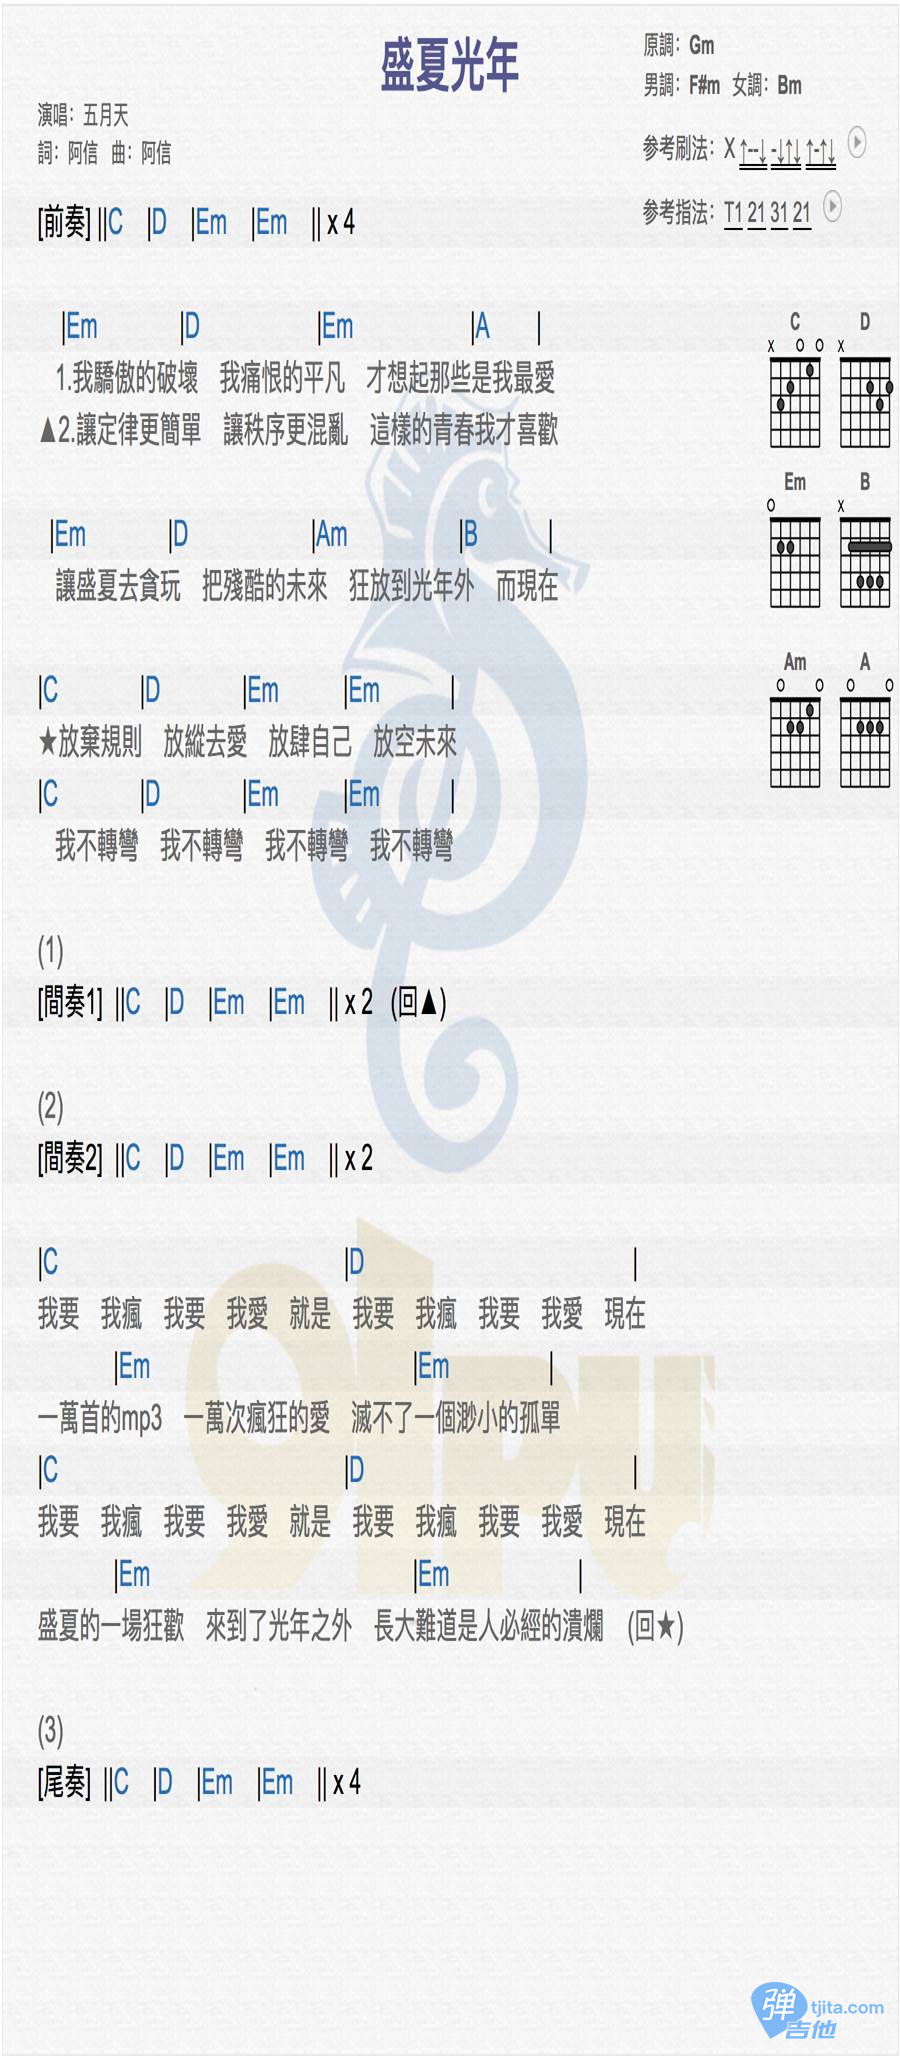 盛夏光年
原調：Gm
男調：F#m 女調：Bm
演唱：五月天
詞：阿信 曲：阿信
参考刷法：X ↑--↓ -↓↑↓ ↑-↑↓
参考指法：T1 21 31 21
[前奏] ||C |D |Em |Em || x 4
C D
x x
|Em |D |Em |A |
1.我驕傲的破壞 我痛恨的平凡 才想起那些是我最愛
▲2.讓定律更簡單 讓秩序更混亂 這樣的青春我才喜歡
Em B
x
|Em |D |Am |B |
讓盛夏去貪玩 把殘酷的未來 狂放到光年外 而現在
Am A
|C |D |Em |Em |
★放棄規則 放縱去愛 放肆自己 放空未來
|C |D |Em |Em |
我不轉彎 我不轉彎 我不轉彎 我不轉彎
(1)
[間奏1] ||C |D |Em |Em || x 2 (回▲)
(2)
[間奏2] ||C |D |Em |Em || x 2
|C |D |
我要 我瘋 我要 我愛 就是 我要 我瘋 我要 我愛 現在
|Em |Em |
一萬首的mp3 一萬次瘋狂的愛 滅不了一個渺小的孤單
|C |D |
我要 我瘋 我要 我愛 就是 我要 我瘋 我要 我愛 現在
|Em |Em |
盛夏的一場狂歡 來到了光年之外 長大難道是人必經的潰爛 (回★)
(3)
[尾奏] ||C |D |Em |Em || x 4
91pu
弹吉他 tjita.com